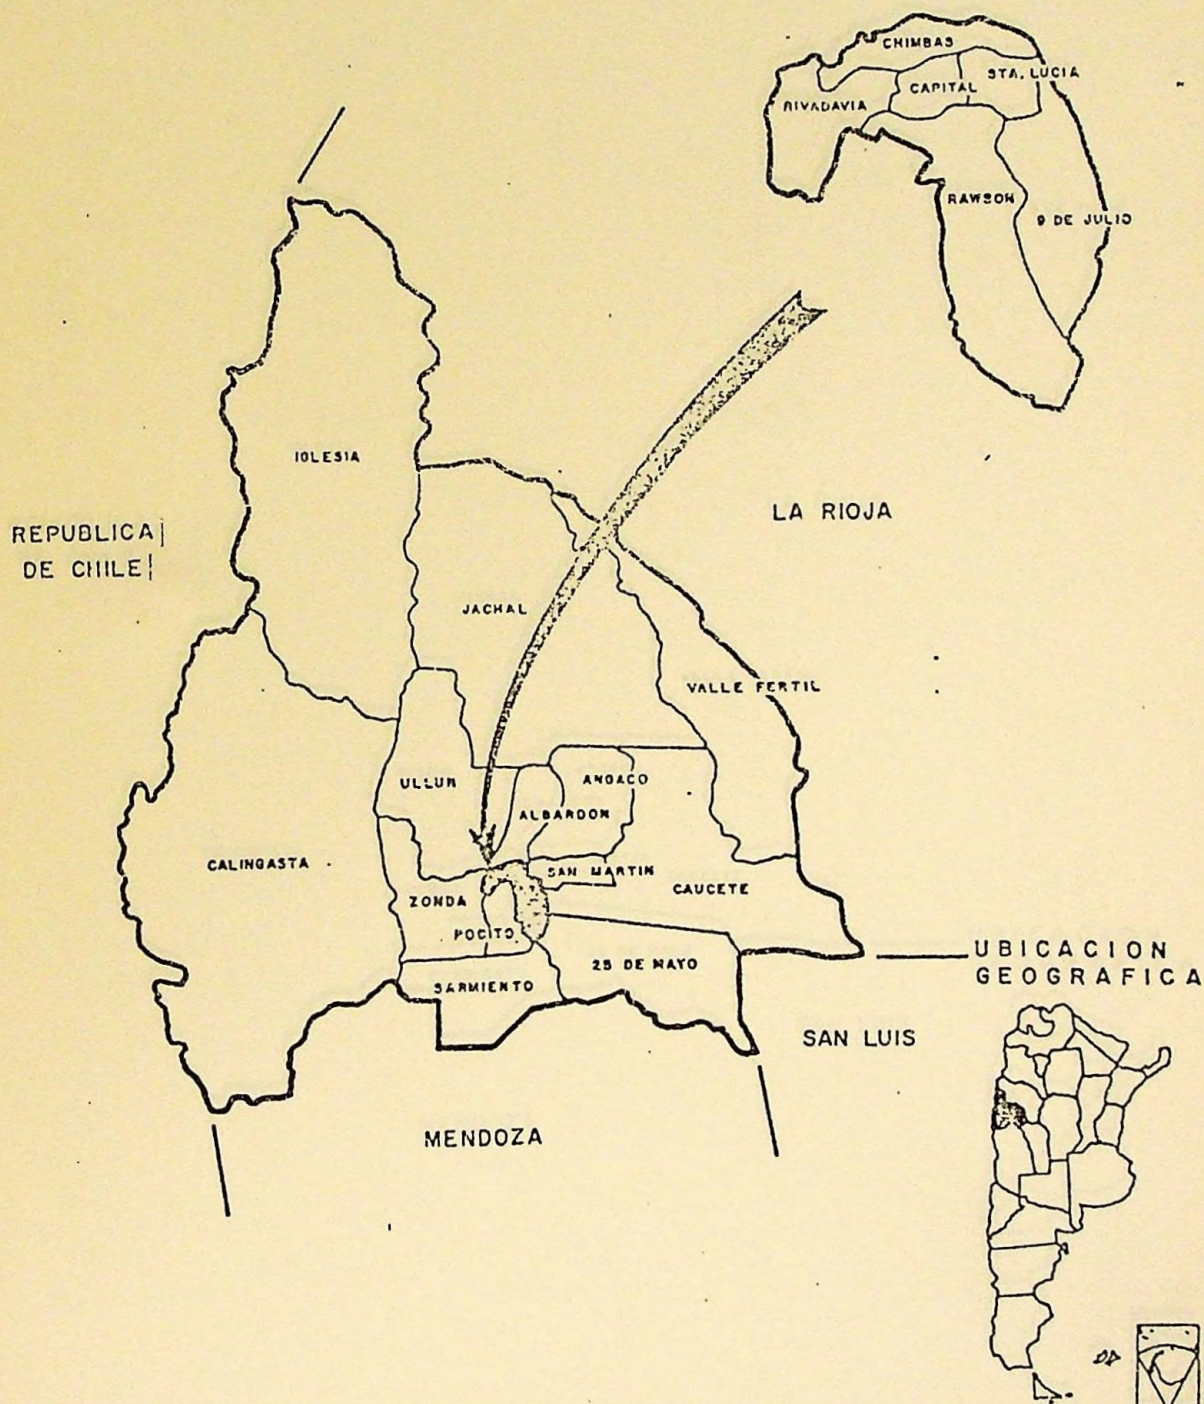 CHIMBAS
STA. LUCIA
CAPITAL
RIVADAVIA
RAWSON
9 DE JULIO
IGLESIA
LA RIOJA
REPUBLICA
DE CHILE
JACHAL
VALLE FERTIL
ULLUM
ANGACO
ALBARDON
CALINGASTA
SAN MARTIN
CAUCETE
ZONDA
POCITO
25 DE MAYO
SARMIENTO
UBICACION
GEOGRAFICA
SAN LUIS
MENDOZA